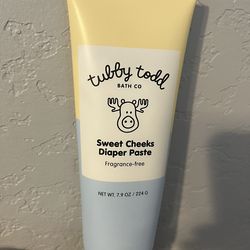 tubby todd
BATH CO
Sweet Cheeks
Diaper Paste
Fragrance-free
NET WT. 7.9 OZ / 224 G